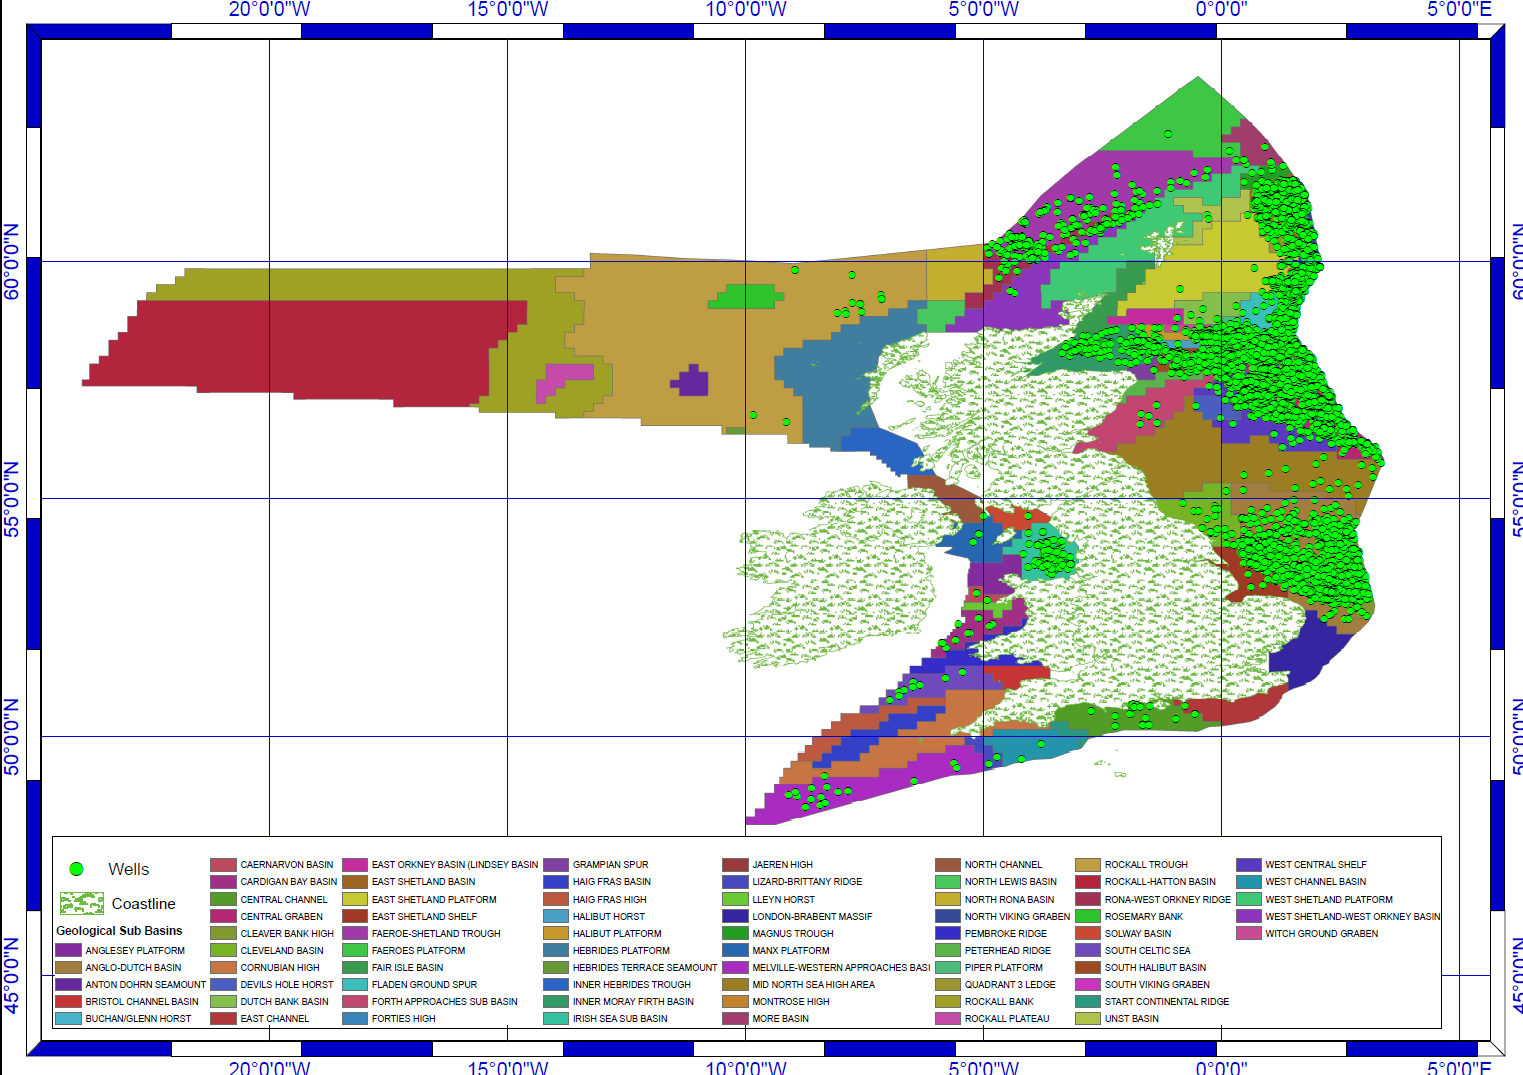 20°0'0"W 15°0'0"W 10°0'0"W 5°0'0"W 0°0'0" 5°0'0"E
60°0'0"N 60°0'0"N
55°0'0"N 55°0'0"N
50°0'0"N 50°0'0"N
45°0'0"N 45°0'0"N
Wells
Coastline
Geological Sub Basins
ANGLESEY PLATFORM
ANGLO-DUTCH BASIN
ANTON DOHRN SEAMOUNT
BRISTOL CHANNEL BASIN
BUCHAN/GLENN HORST
CAERNARVON BASIN
CARDIGAN BAY BASIN
CENTRAL CHANNEL
CENTRAL GRABEN
CLEAVER BANK HIGH
CLEVELAND BASIN
CORNUBIAN HIGH
DEVILS HOLE HORST
DUTCH BANK BASIN
EAST CHANNEL
EAST ORKNEY BASIN (LINDSEY BASIN
EAST SHETLAND BASIN
EAST SHETLAND PLATFORM
EAST SHETLAND SHELF
FAEROE-SHETLAND TROUGH
FAEROES PLATFORM
FAIR ISLE BASIN
FLADEN GROUND SPUR
FORTH APPROACHES SUB BASIN
FORTIES HIGH
GRAMPIAN SPUR
HAIG FRAS BASIN
HAIG FRAS HIGH
HALIBUT HORST
HALIBUT PLATFORM
HEBRIDES PLATFORM
HEBRIDES TERRACE SEAMOUNT
INNER HEBRIDES TROUGH
INNER MORAY FIRTH BASIN
IRISH SEA SUB BASIN
JAEREN HIGH
LIZARD-BRITTANY RIDGE
LLEYN HORST
LONDON-BRABENT MASSIF
MAGNUS TROUGH
MANX PLATFORM
MELVILLE-WESTERN APPROACHES BASI
MID NORTH SEA HIGH AREA
MONTROSE HIGH
MORE BASIN
NORTH CHANNEL
NORTH LEWIS BASIN
NORTH RONA BASIN
NORTH VIKING GRABEN
PEMBROKE RIDGE
PETERHEAD RIDGE
PIPER PLATFORM
QUADRANT 3 LEDGE
ROCKALL BANK
ROCKALL PLATEAU
ROCKALL TROUGH
ROCKALL-HATTON BASIN
RONA-WEST ORKNEY RIDGE
ROSEMARY BANK
SOLWAY BASIN
SOUTH CELTIC SEA
SOUTH HALIBUT BASIN
SOUTH VIKING GRABEN
START CONTINENTAL RIDGE
UNST BASIN
WEST CENTRAL SHELF
WEST CHANNEL BASIN
WEST SHETLAND PLATFORM
WEST SHETLAND-WEST ORKNEY BASIN
WITCH GROUND GRABEN
20°0'0"W 15°0'0"W 10°0'0"W 5°0'0"W 0°0'0" 5°0'0"E